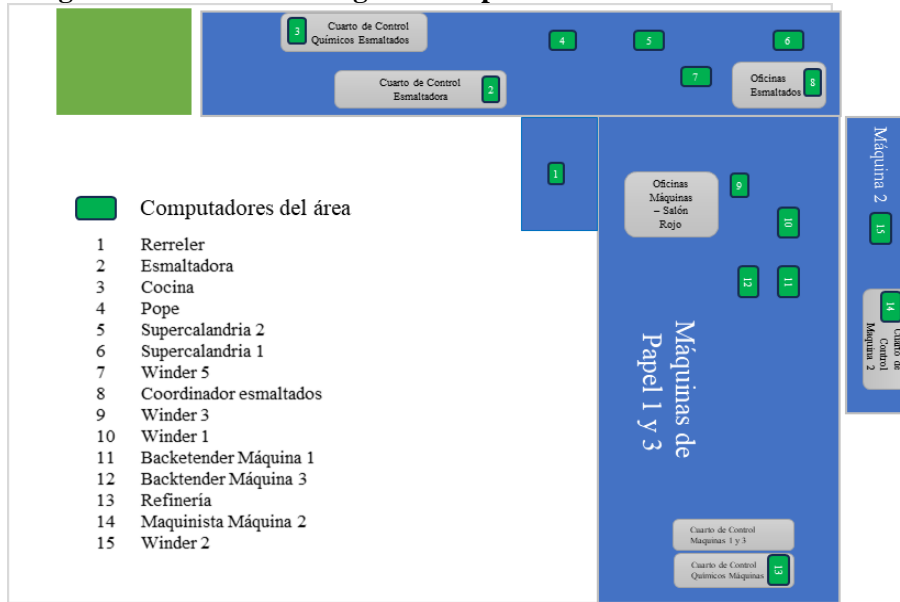 3
Cuarto de Control
Químicos Esmaltados
4
5
6
Cuarto de Control
Esmaltadora
2
7
Oficinas
Esmaltados
8
1
Oficinas
Máquinas
– Salón
Rojo
9
10
12
11
Máquinas de
Papel 1 y 3
Cuarto de Control
Maquinas 1 y 3
Cuarto de Control
Químicos Máquinas
13
Máquina 2
15
14
Cuarto de
Control
Maquina 2
Computadores del área
1 Rerreler
2 Esmaltadora
3 Cocina
4 Pope
5 Supercalandria 2
6 Supercalandria 1
7 Winder 5
8 Coordinador esmaltados
9 Winder 3
10 Winder 1
11 Backetender Máquina 1
12 Backtender Máquina 3
13 Refinería
14 Maquinista Máquina 2
15 Winder 2